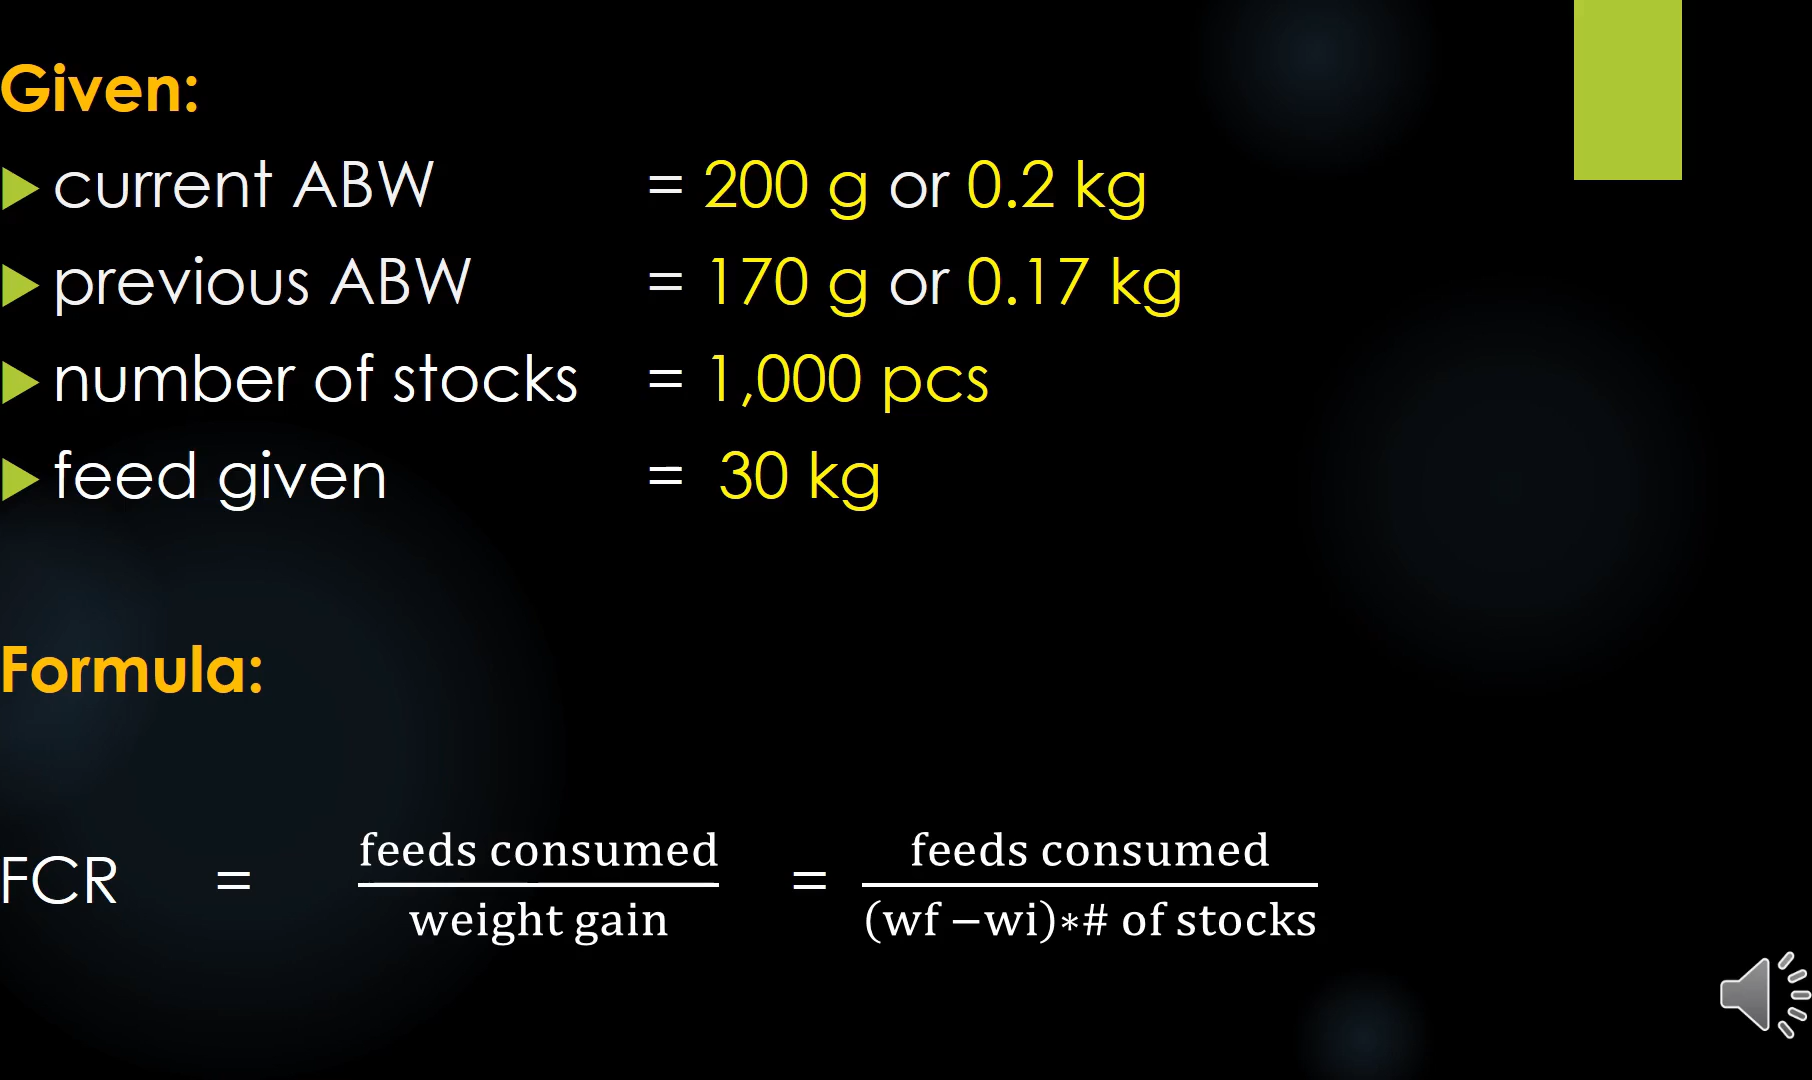 Given:
current ABW = 200 g or 0.2 kg
previous ABW = 170 g or 0.17 kg
number of stocks = 1,000 pcs
feed given = 30 kg
Formula:
FCR = feeds consumed / weight gain = feeds consumed / (wf −wi)∗# of stocks